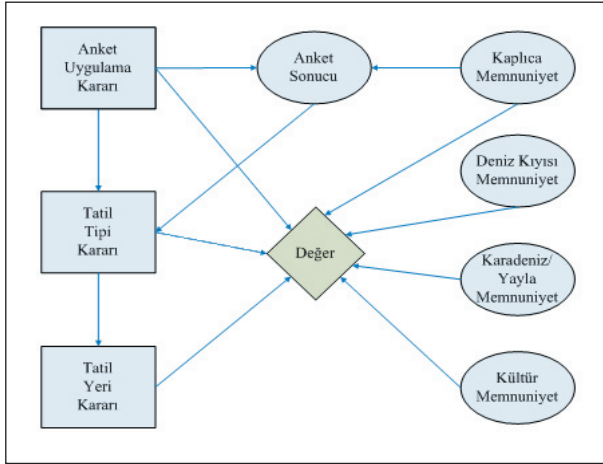 Anket
Uygulama
Kararı
Anket
Sonucu
Kaplıca
Memnuniyet
Deniz Kıyısı
Memnuniyet
Tatil
Tipi
Kararı
Değer
Karadeniz/
Yayla
Memnuniyet
Tatil
Yeri
Kararı
Kültür
Memnuniyet